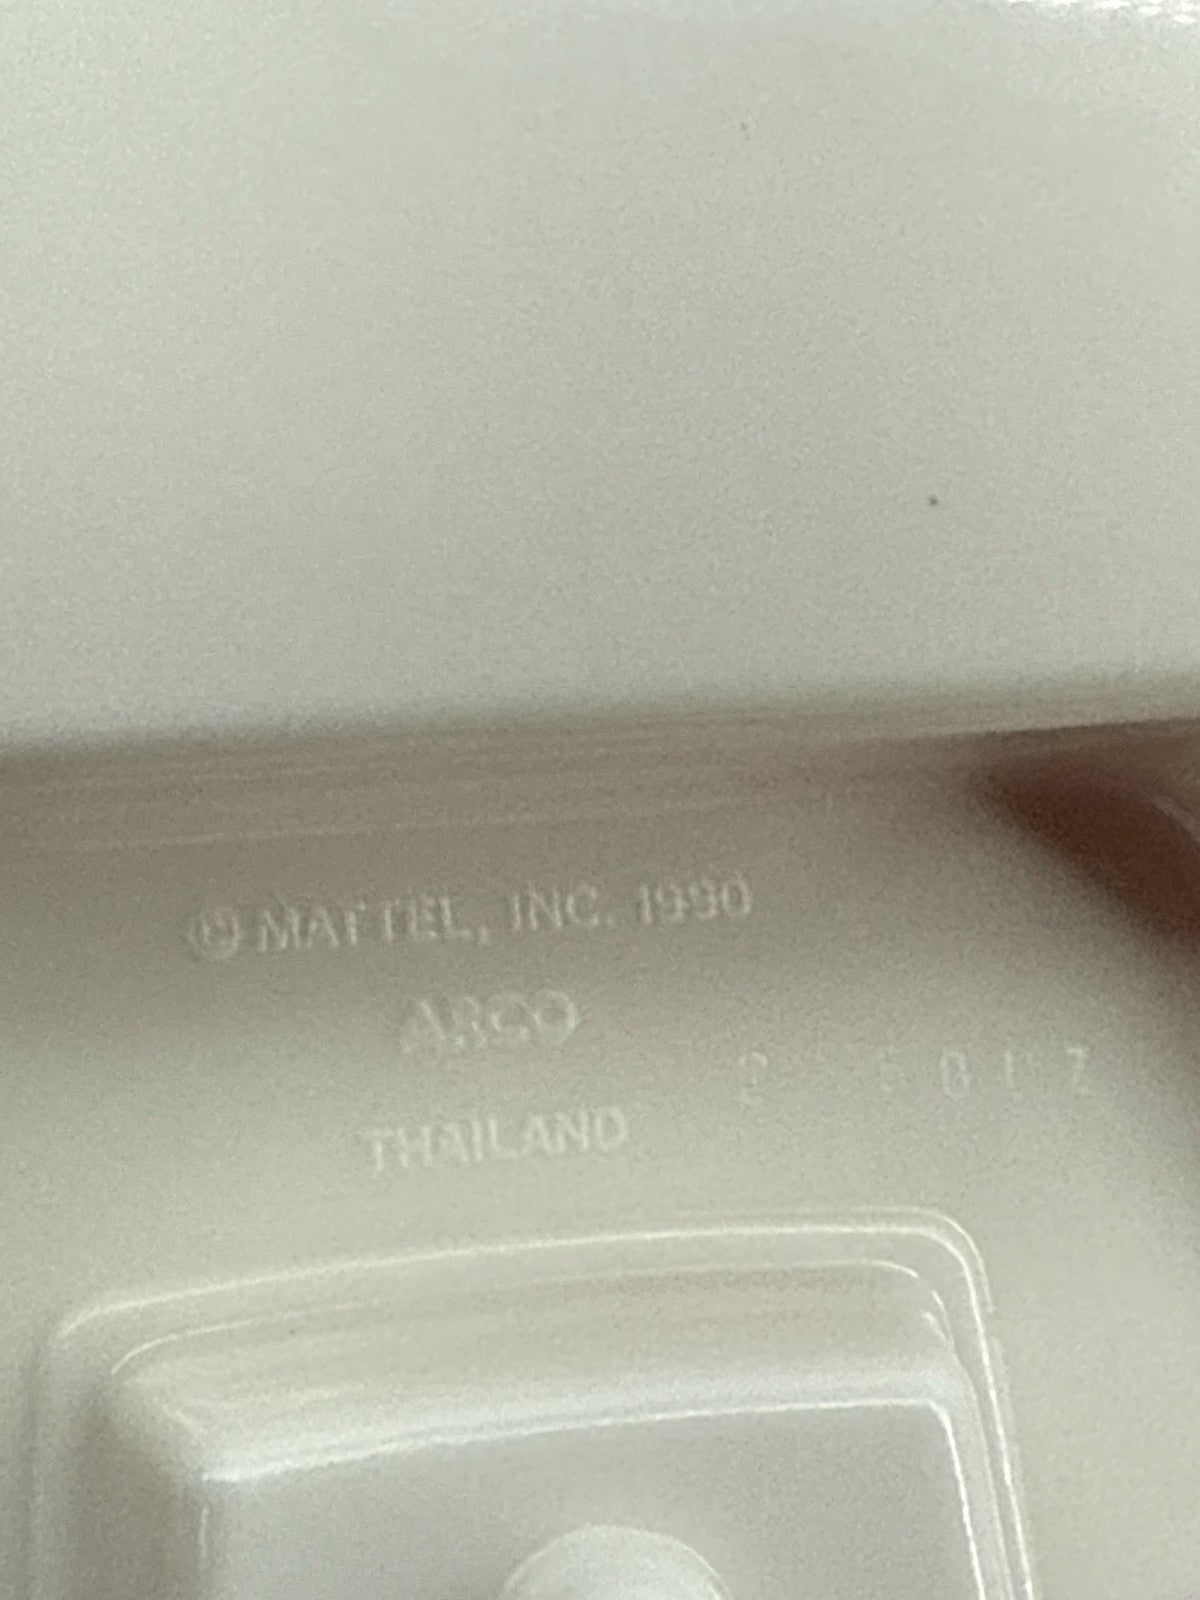 © MATTEL, INC. 1990
ARCO
THAILAND